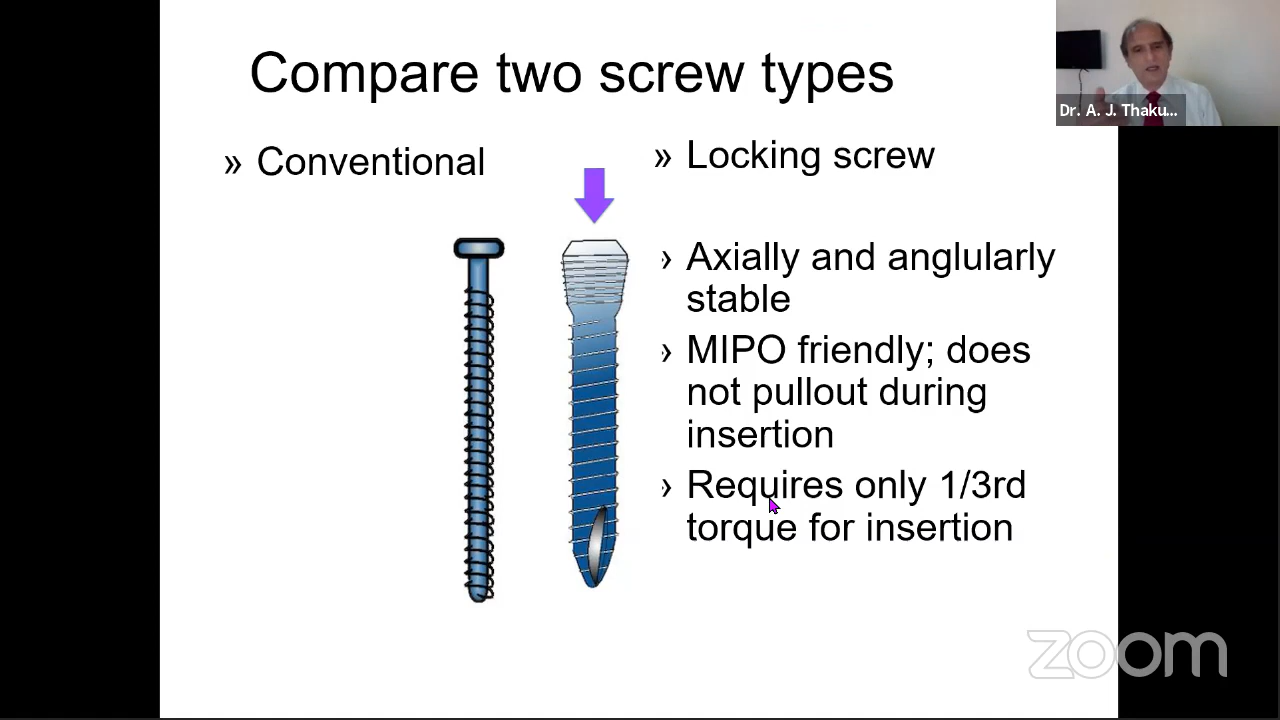 Compare two screw types
» Conventional
» Locking screw
› Axially and anglularly
stable
› MIPO friendly; does
not pullout during
insertion
› Requires only 1/3rd
torque for insertion
Dr. A. J. Thaku...
zoom